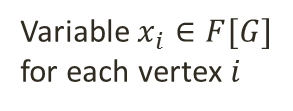 Variable 𝑥ᵢ ∈ 𝐹[𝐺]
for each vertex 𝑖